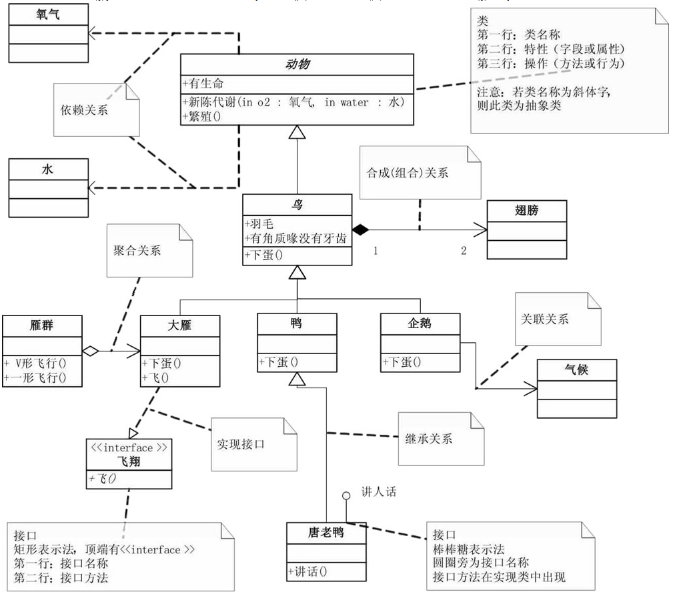 氧气
类
第一行: 类名称
第二行: 特性（字段或属性）
第三行: 操作（方法或行为）
注意: 若类名称为斜体字,
则此类为抽象类
动物
+有生命
+新陈代谢(in o2 : 氧气, in water : 水)
+繁殖()
依赖关系
水
合成(组合)关系
鸟
+羽毛
+有角质喙没有牙齿
+下蛋()
1
2
翅膀
聚合关系
雁群
+ V形飞行()
+一形飞行()
大雁
+下蛋()
+飞()
鸭
+下蛋()
企鹅
+下蛋()
关联关系
气候
<<interface >>
飞翔
+飞()
实现接口
继承关系
讲人话
唐老鸭
+讲话()
接口
矩形表示法, 顶端有<<interface >>
第一行: 接口名称
第二行: 接口方法
接口
棒棒糖表示法
圆圈旁为接口名称
接口方法在实现类中出现